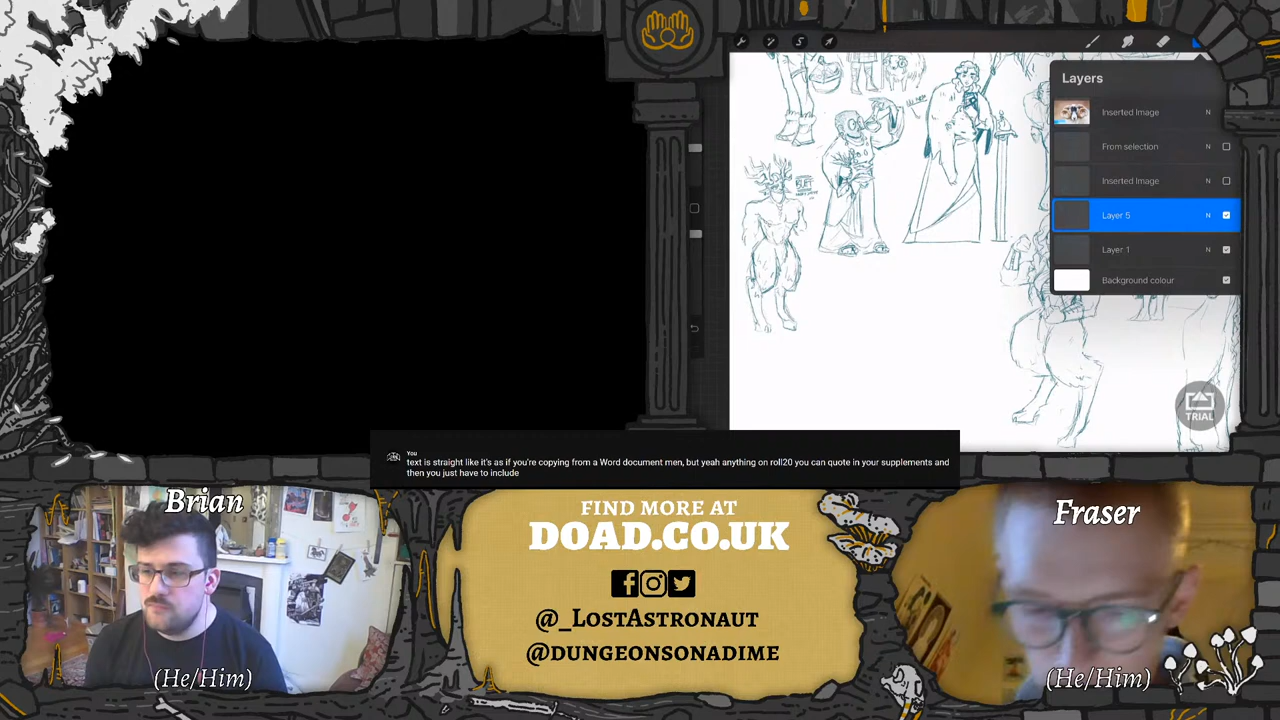 Layers
Inserted Image N
From selection N
Inserted Image N
Layer 5 N
Layer 1 N
Background colour
TRIAL
You
text is straight like it's as if you're copying from a Word document men, but yeah anything on roll20 you can quote in your supplements and
then you just have to include
Brian
(He/Him)
FIND MORE AT
DOAD.CO.UK
@_LostAstronaut
@dungeonsonadime
Fraser
(He/Him)